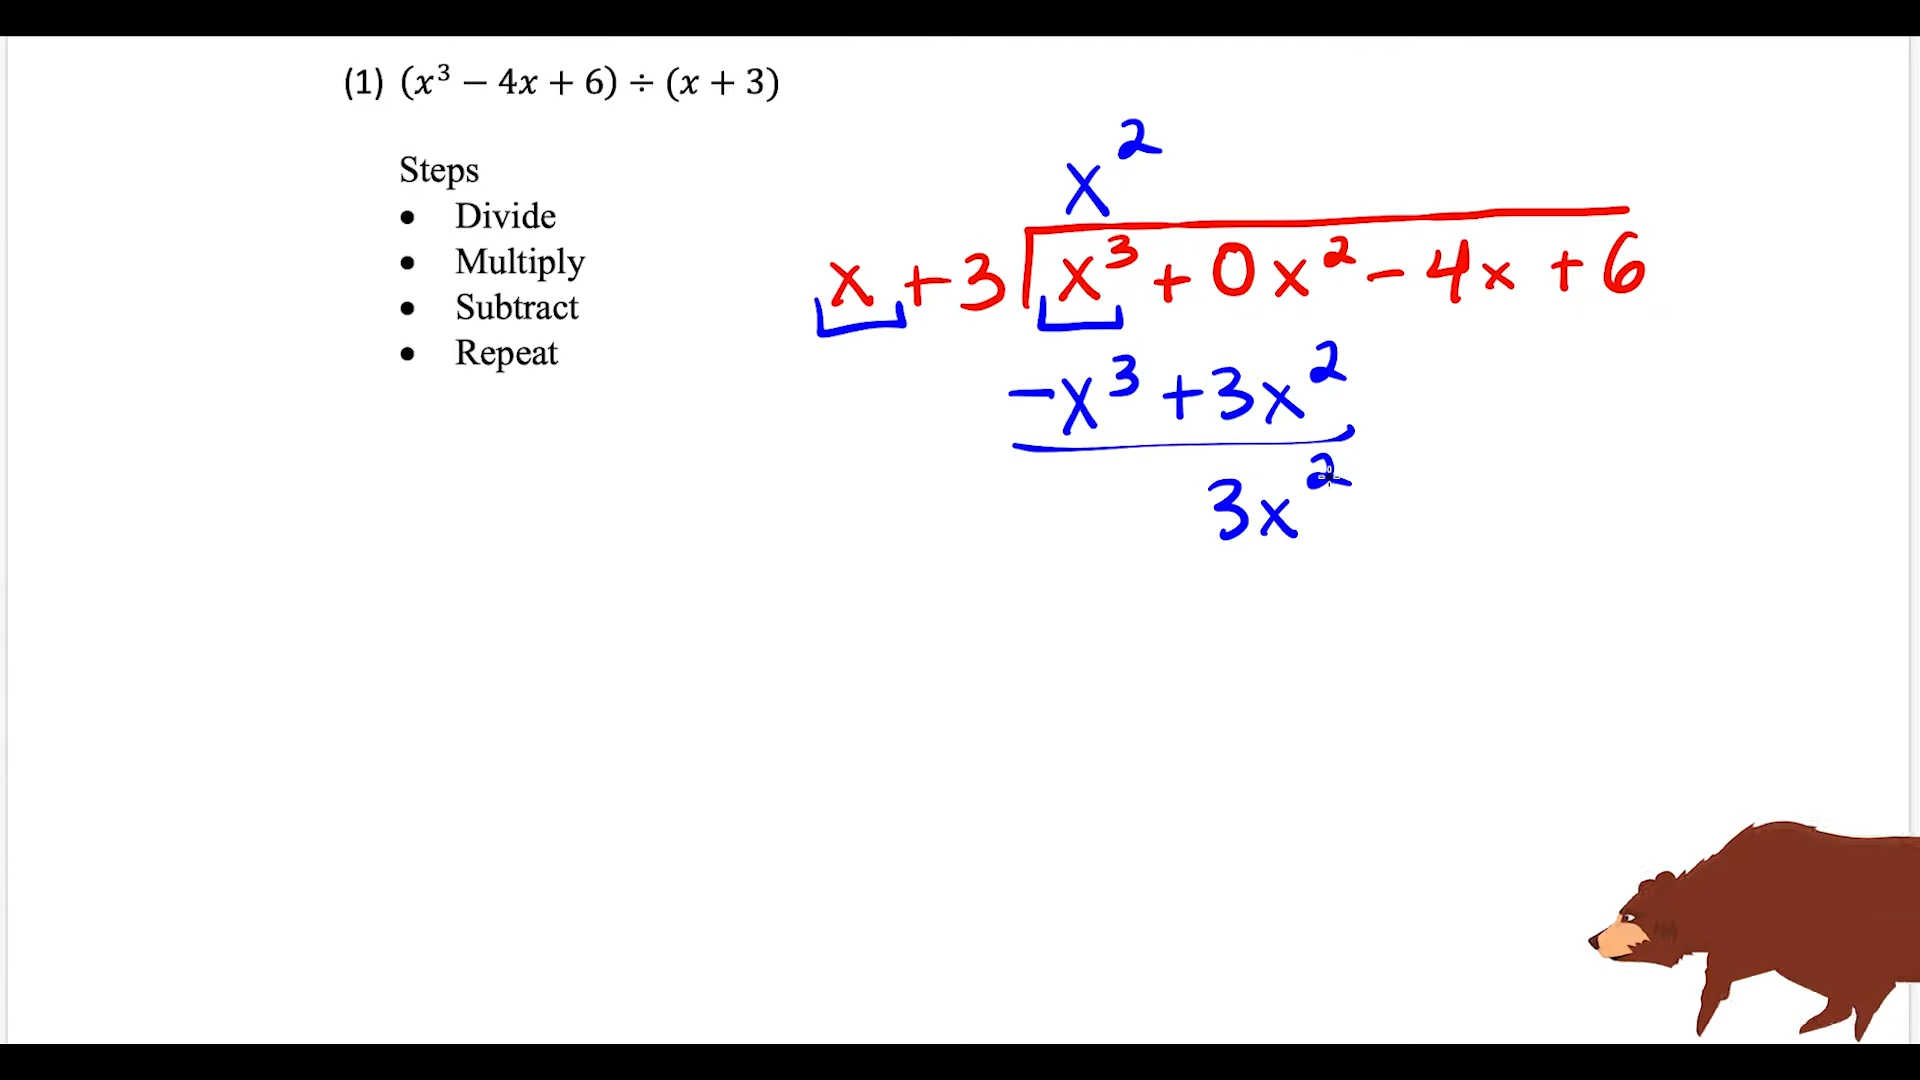 (1) (x³ − 4x + 6) ÷ (x + 3)
Steps
• Divide
• Multiply
• Subtract
• Repeat
x²
x + 3 x³ + 0x² - 4x + 6
-x³ + 3x²
3x²